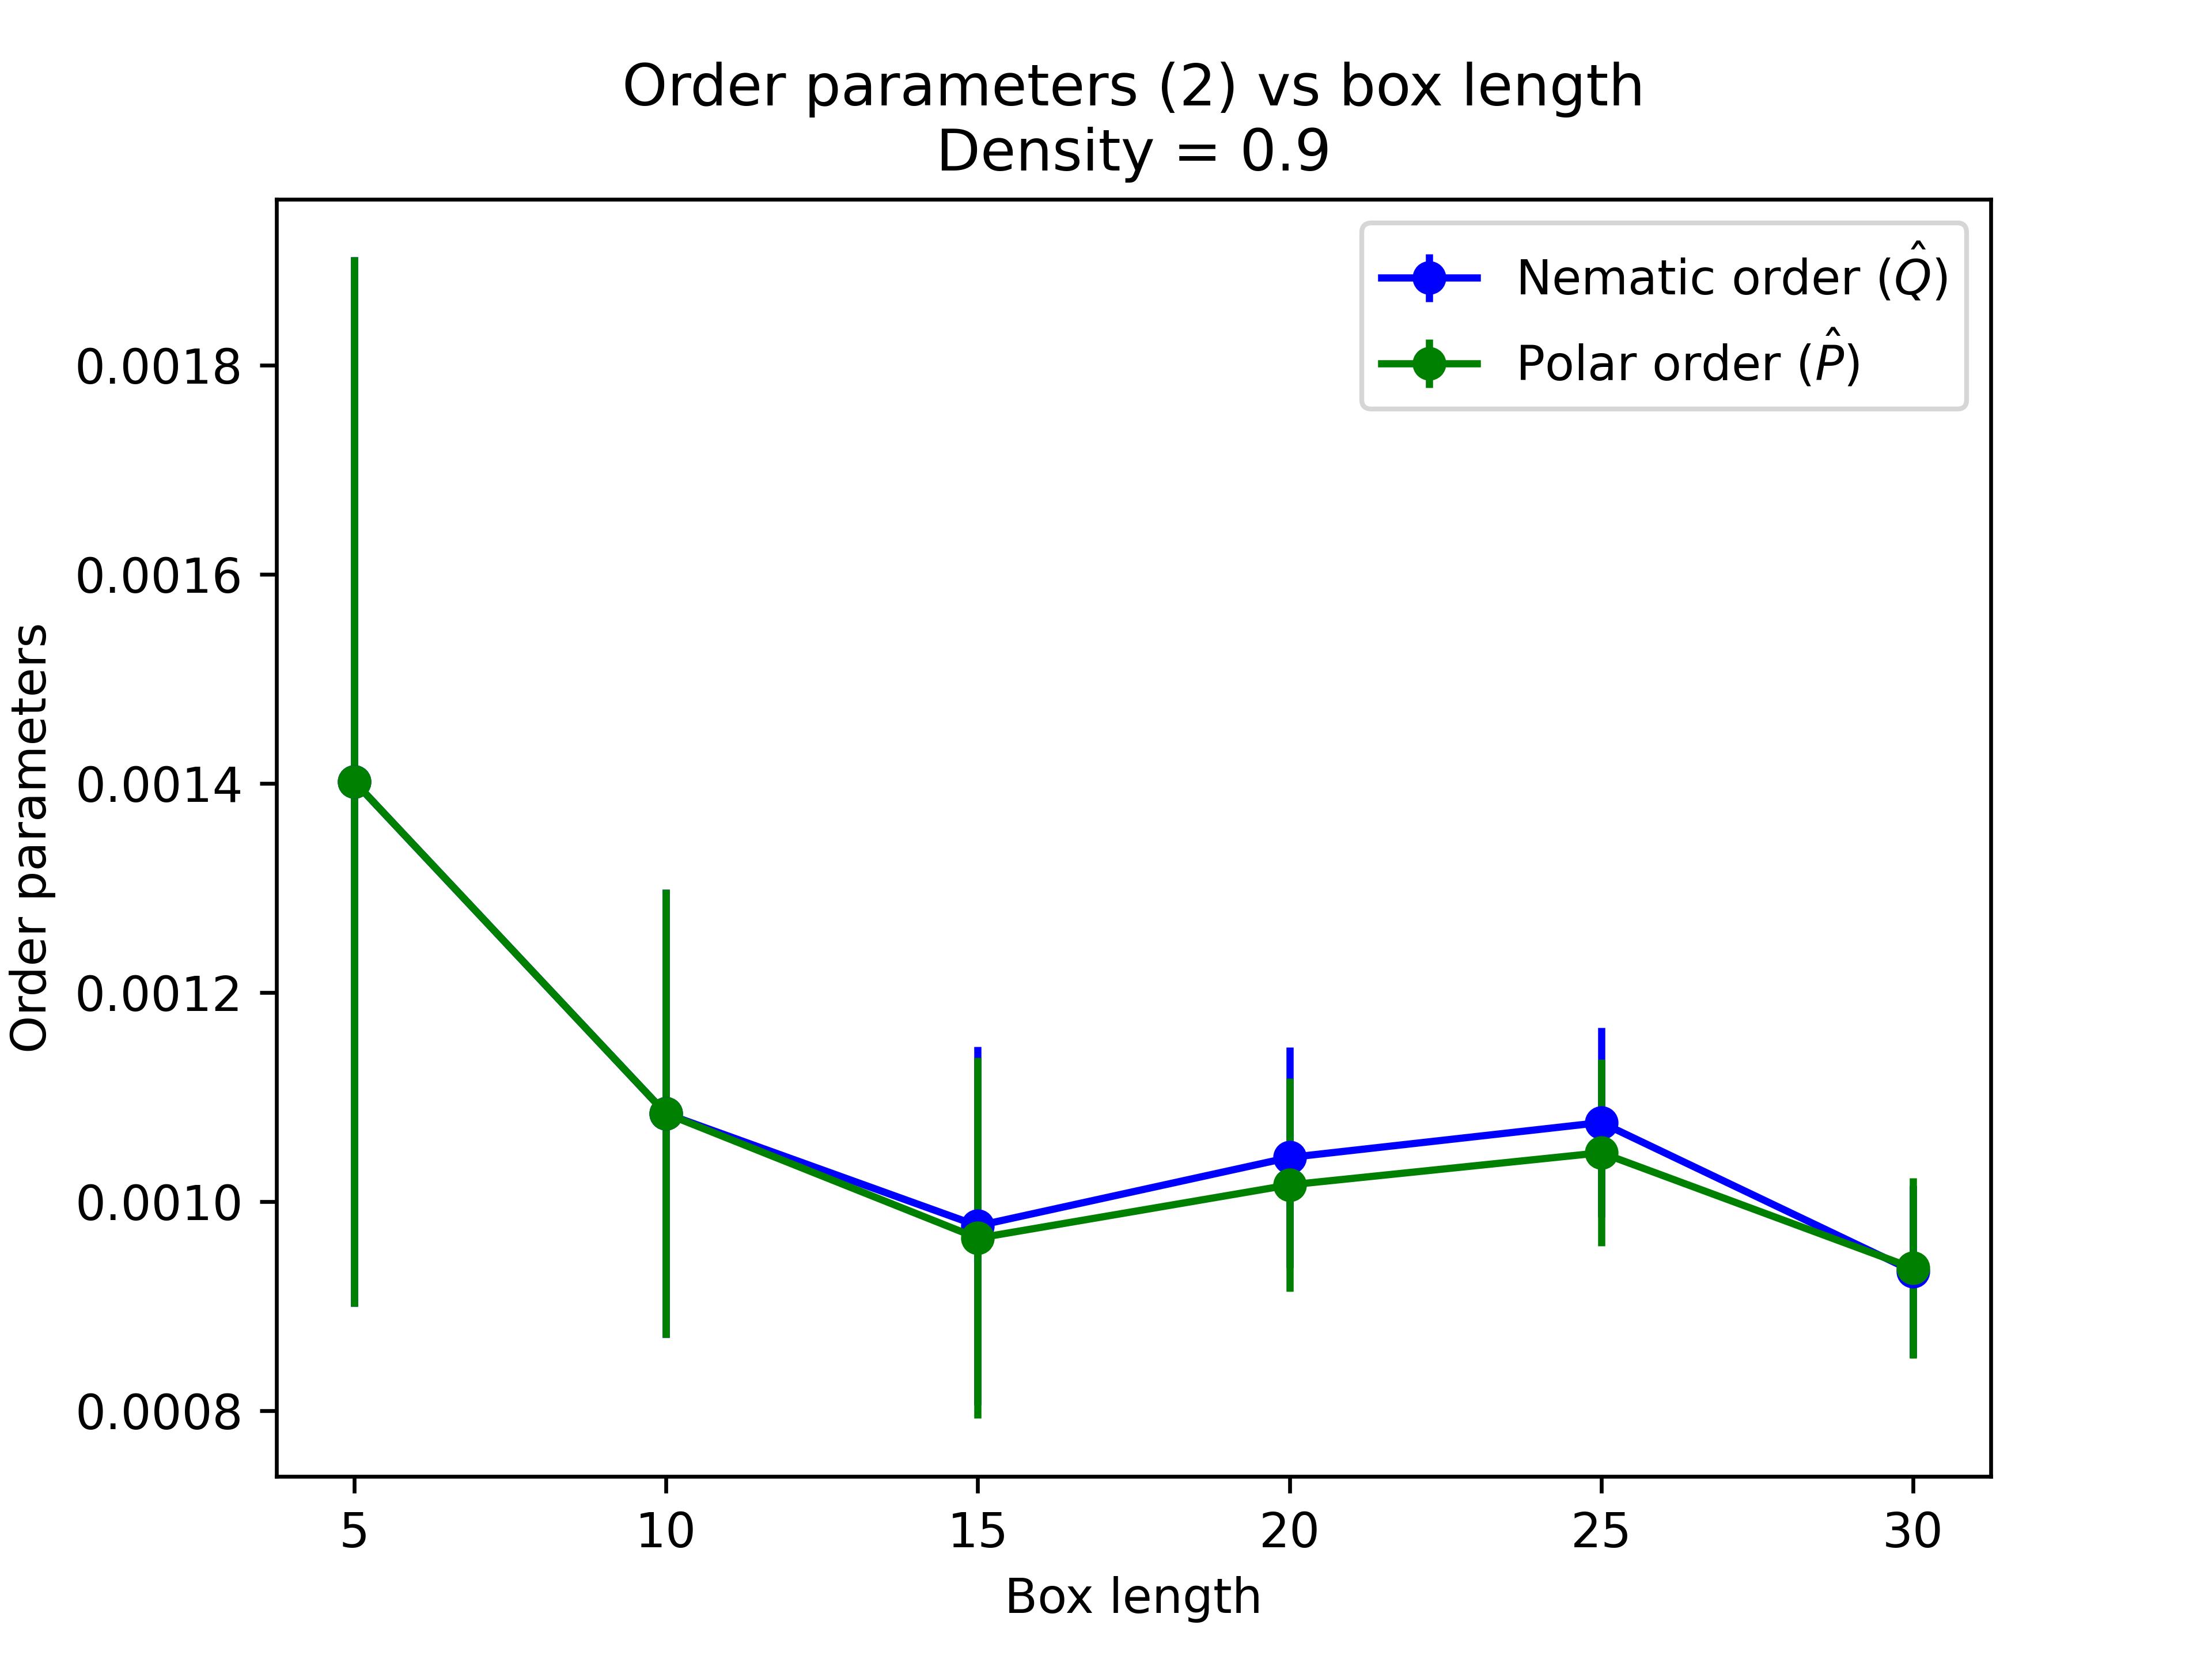 Order parameters (2) vs box length
Density = 0.9
Nematic order (Q̂)
Polar order (P̂)
Order parameters
0.0018
0.0016
0.0014
0.0012
0.0010
0.0008
5 10 15 20 25 30
Box length